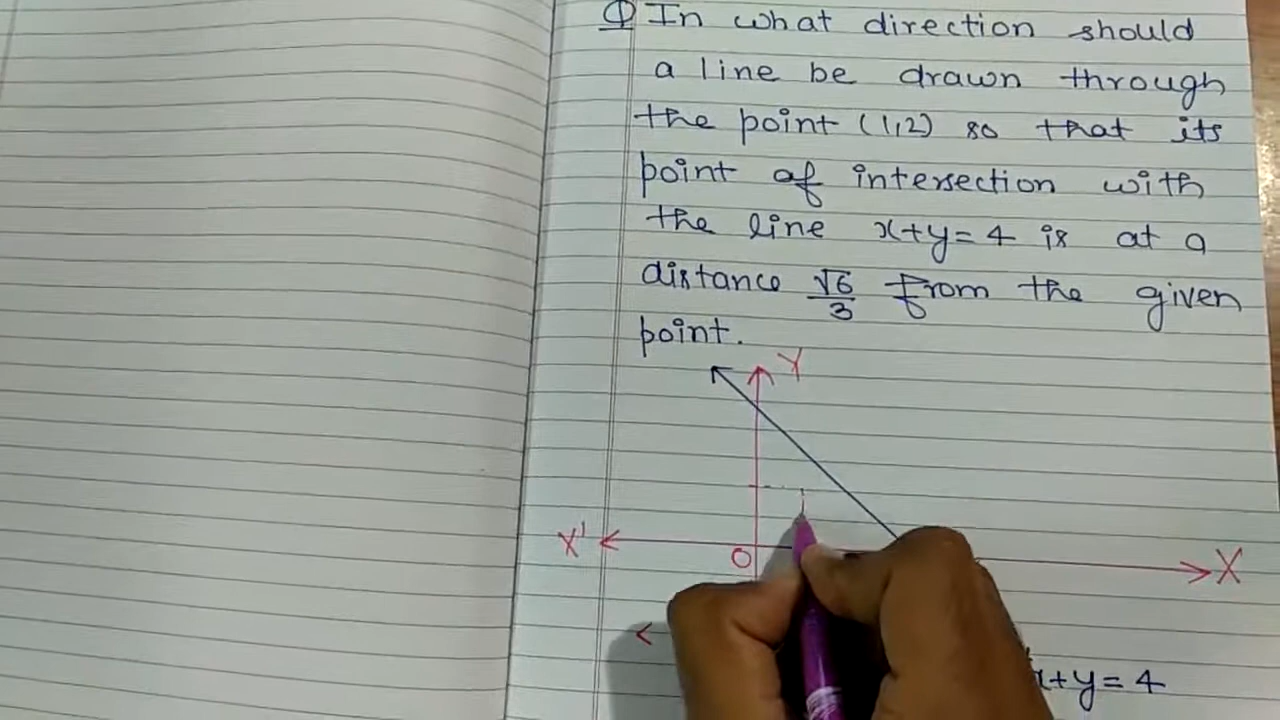 Q In what direction should
a line be drawn through
the point (1,2) so that its
point of intersection with
the line x+y=4 is at a
distance √6/3 from the given
point.
Y
X'
O
X
x+y=4